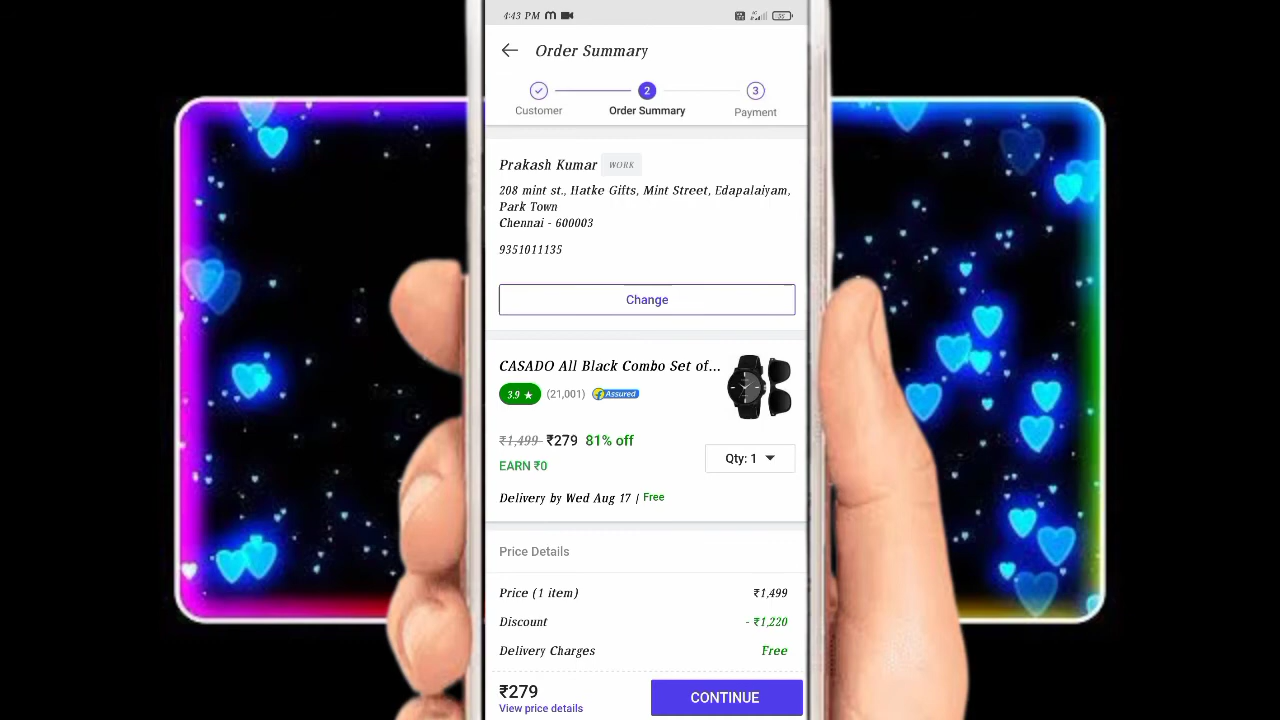 4:43 PM
Order Summary
2
3
Customer
Order Summary
Payment
Prakash Kumar WORK
208 mint st., Hatke Gifts, Mint Street, Edapalaiyam,
Park Town
Chennai - 600003
9351011135
Change
CASADO All Black Combo Set of...
3.9 ★ (21,001) Assured
₹1,499 ₹279 81% off
Qty: 1
EARN ₹0
Delivery by Wed Aug 17 | Free
Price Details
Price (1 item) ₹1,499
Discount - ₹1,220
Delivery Charges Free
₹279
View price details
CONTINUE